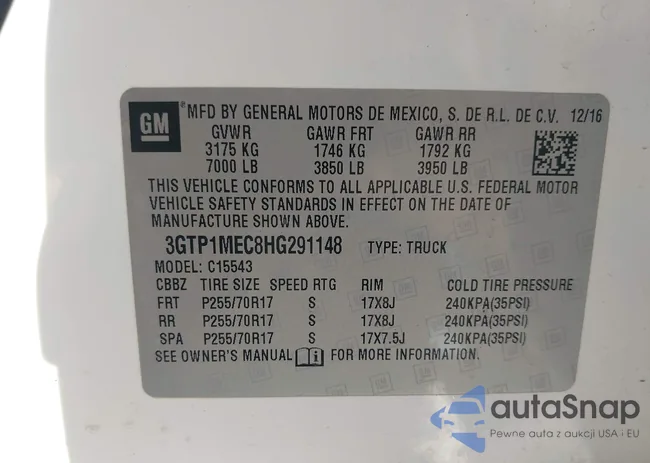 GM ® MFD BY GENERAL MOTORS DE MEXICO, S. DE R.L. DE C.V. 12/16
GVWR GAWR FRT GAWR RR
3175 KG 1746 KG 1792 KG
7000 LB 3850 LB 3950 LB
THIS VEHICLE CONFORMS TO ALL APPLICABLE U.S. FEDERAL MOTOR
VEHICLE SAFETY STANDARDS IN EFFECT ON THE DATE OF
MANUFACTURE SHOWN ABOVE.
3GTP1MEC8HG291148 TYPE: TRUCK
MODEL: C15543
CBBZ TIRE SIZE SPEED RTG RIM COLD TIRE PRESSURE
FRT P255/70R17 S 17X8J 240KPA(35PSI)
RR P255/70R17 S 17X8J 240KPA(35PSI)
SPA P255/70R17 S 17X7.5J 240KPA(35PSI)
SEE OWNER'S MANUAL i FOR MORE INFORMATION.
autaSnap
Pewne auta z aukcji USA i EU